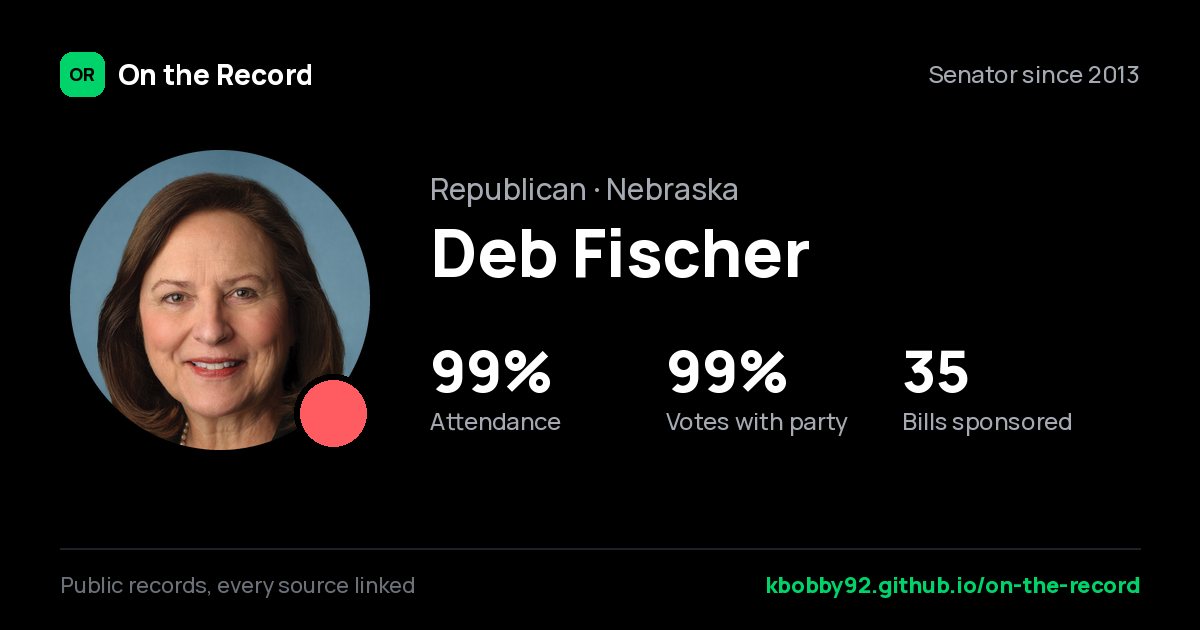 OR On the Record
Senator since 2013
Republican · Nebraska
Deb Fischer
99% 99% 35
Attendance Votes with party Bills sponsored
Public records, every source linked
kbobby92.github.io/on-the-record